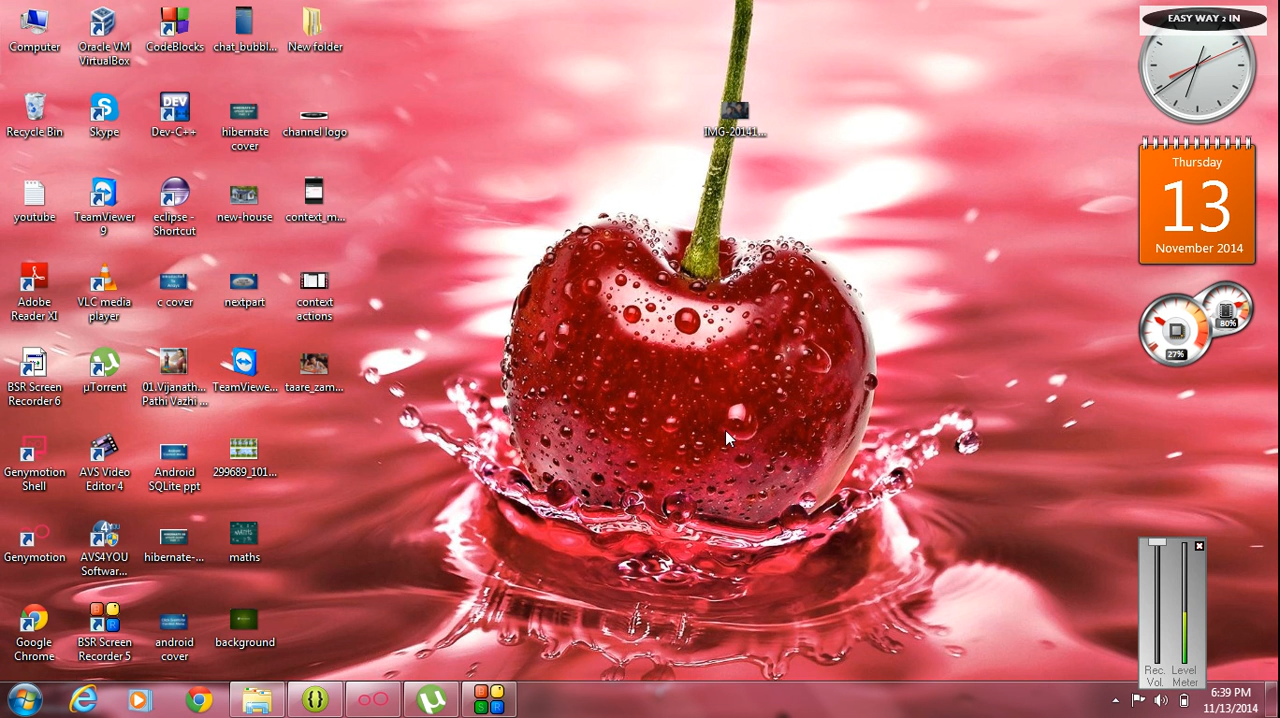 Computer
Oracle VM
VirtualBox
CodeBlocks
chat_bubbl...
New folder
EASY WAY 2 IN
Recycle Bin
Skype
DEV
Dev-C++
hibernate
cover
channel logo
IMG-20141...
Thursday
13
November 2014
youtube
TeamViewer
9
eclipse -
Shortcut
new-house
context_m...
Adobe
Reader XI
VLC media
player
c cover
nextpart
context
actions
80%
27%
BSR Screen
Recorder 6
µTorrent
01.Vijanath...
Pathi Vazhi ...
TeamViewe...
taare_zam...
Genymotion
Shell
AVS Video
Editor 4
Android
SQLite ppt
299689_101...
Genymotion
AVS4YOU
Softwar...
hibernate-...
maths
Google
Chrome
BSR Screen
Recorder 5
android
cover
background
Rec. Level
Vol. Meter
B S R
6:39 PM
11/13/2014